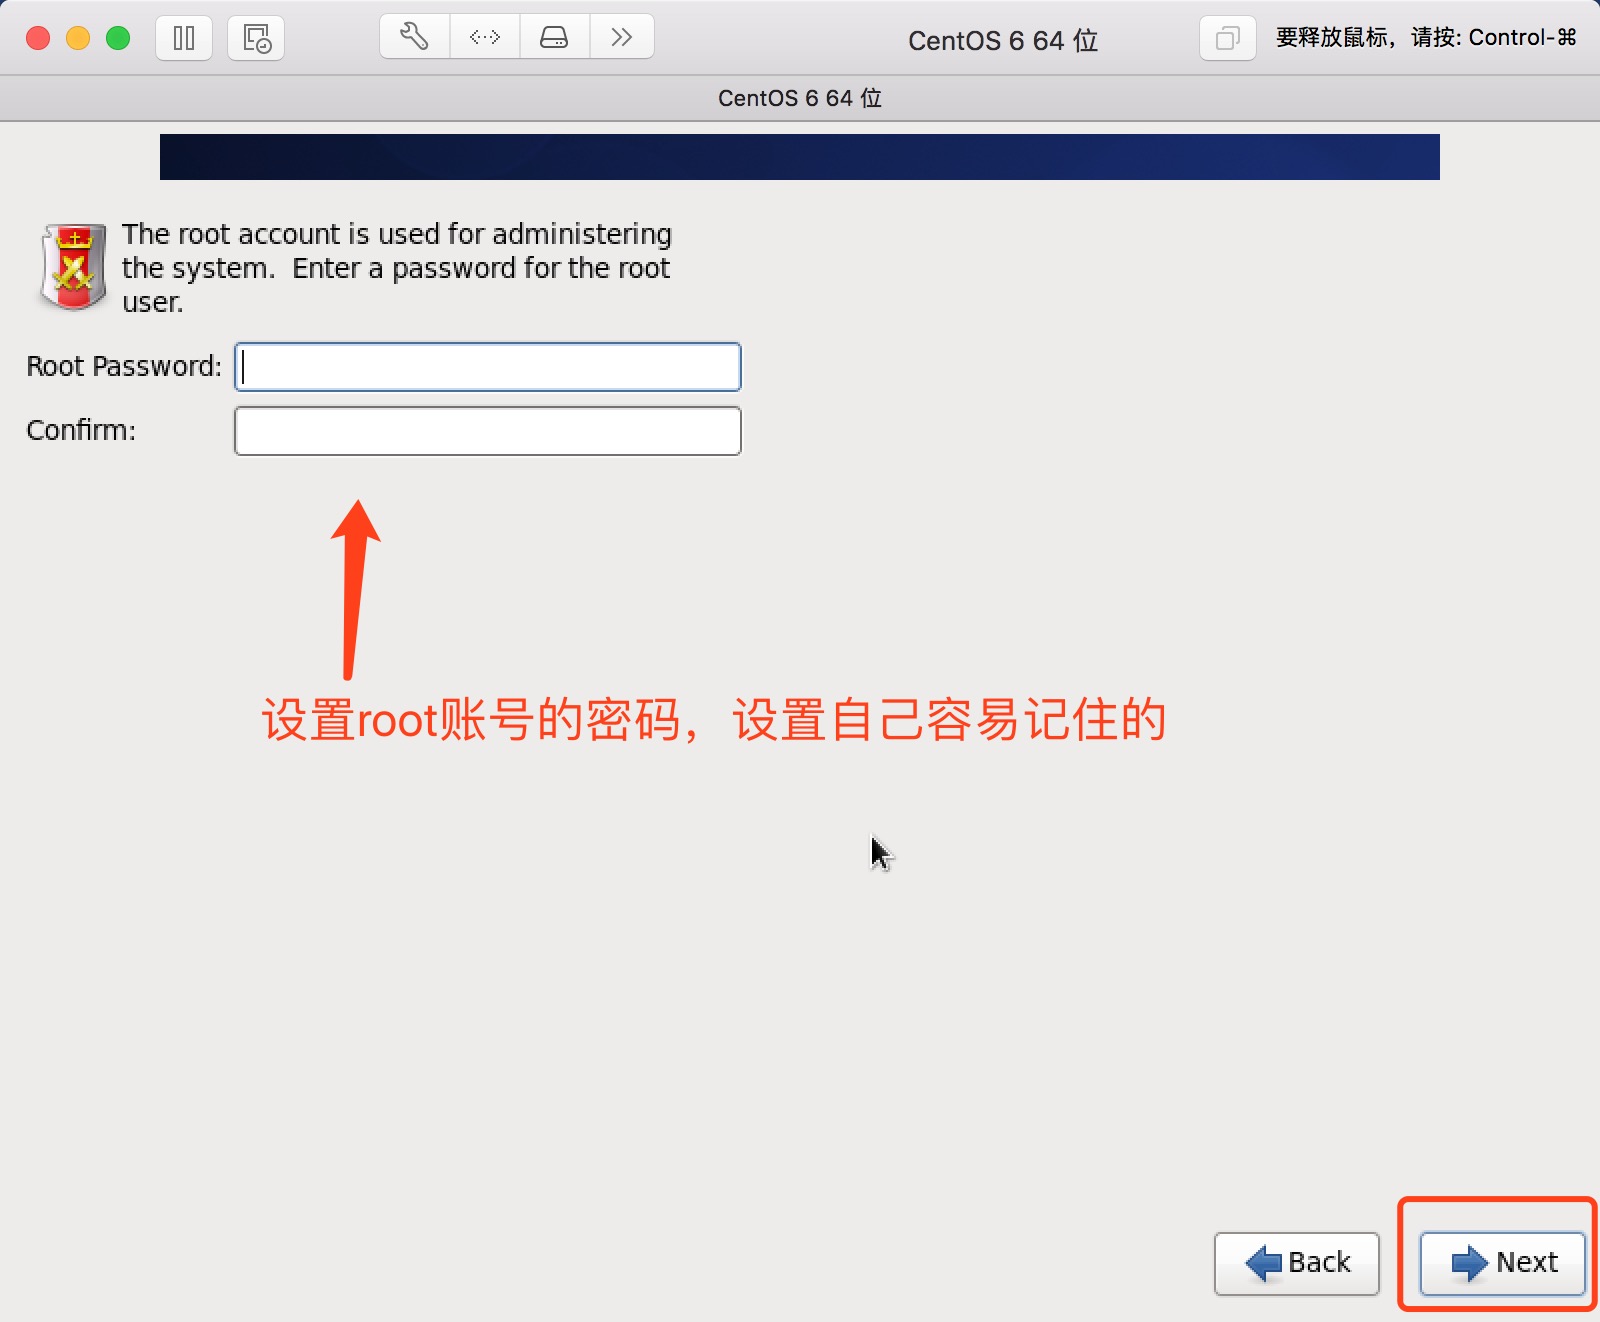 CentOS 6 64 位
要释放鼠标，请按: Control-⌘
CentOS 6 64 位
The root account is used for administering
the system.  Enter a password for the root
user.
Root Password:
Confirm:
设置root账号的密码，设置自己容易记住的
Back
Next